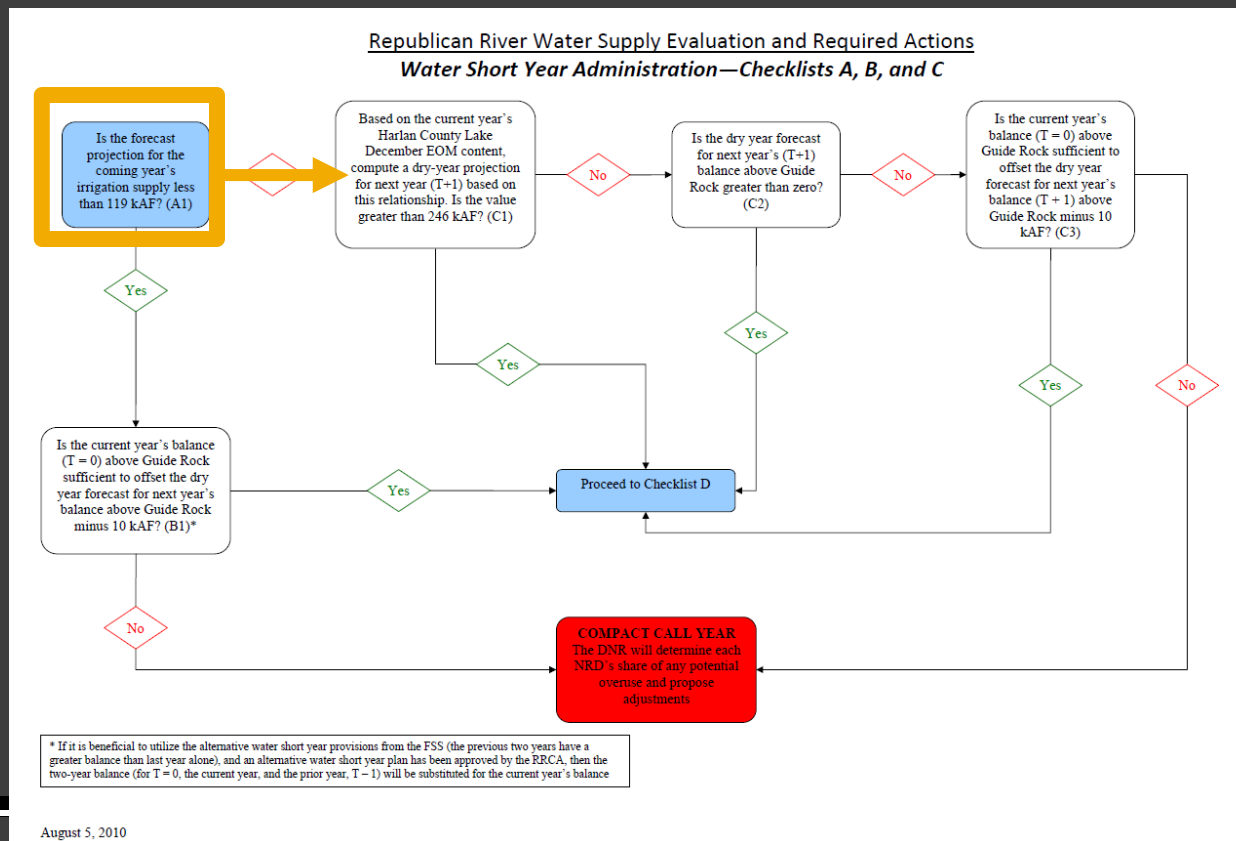 Republican River Water Supply Evaluation and Required Actions
Water Short Year Administration—Checklists A, B, and C
Is the forecast
projection for the
coming year's
irrigation supply less
than 119 kAF? (A1)
Based on the current year's
Harlan County Lake
December EOM content,
compute a dry-year projection
for next year (T+1) based on
this relationship. Is the value
greater than 246 kAF? (C1)
No
Is the dry year forecast
for next year's (T+1)
balance above Guide
Rock greater than zero?
(C2)
No
Is the current year's
balance (T = 0) above
Guide Rock sufficient to
offset the dry year
forecast for next year's
balance (T + 1) above
Guide Rock minus 10
kAF? (C3)
Yes
Yes
Yes
Yes
No
Is the current year's balance
(T = 0) above Guide Rock
sufficient to offset the dry
year forecast for next year's
balance above Guide Rock
minus 10 kAF? (B1)*
Yes
Proceed to Checklist D
No
COMPACT CALL YEAR
The DNR will determine each
NRD's share of any potential
overuse and propose
adjustments
* If it is beneficial to utilize the alternative water short year provisions from the FSS (the previous two years have a
greater balance than last year alone), and an alternative water short year plan has been approved by the RRCA, then the
two-year balance (for T = 0, the current year, and the prior year, T – 1) will be substituted for the current year's balance
August 5, 2010